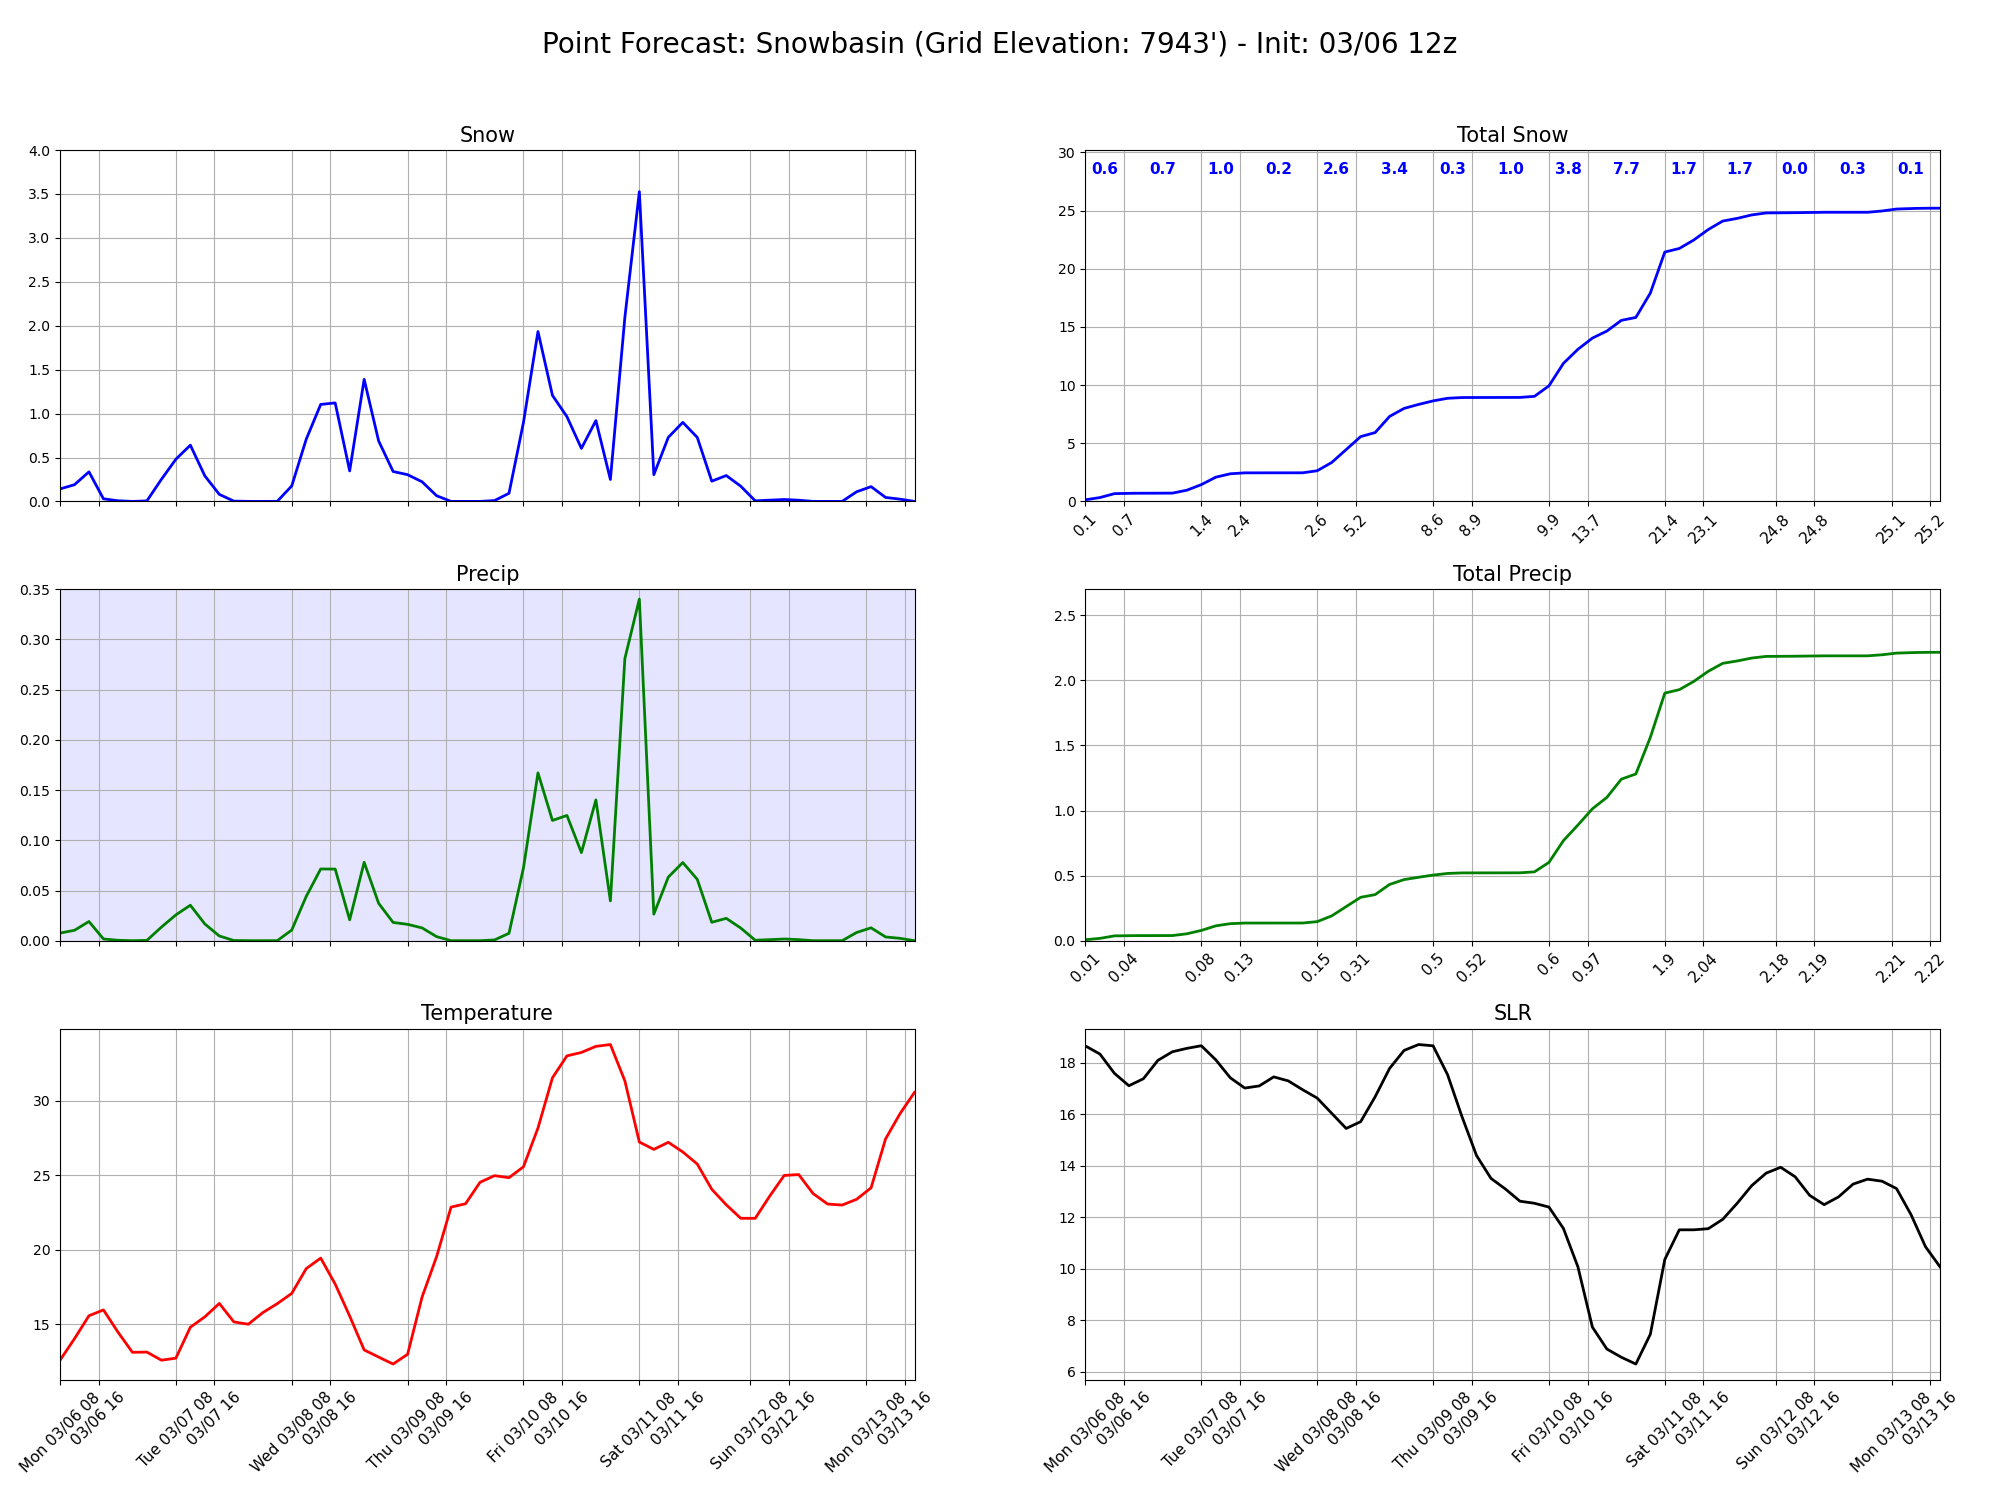 Point Forecast: Snowbasin (Grid Elevation: 7943') - Init: 03/06 12z
Snow
4.0
3.5
3.0
2.5
2.0
1.5
1.0
0.5
0.0
Total Snow
0.6 0.7 1.0 0.2 2.6 3.4 0.3 1.0 3.8 7.7 1.7 1.7 0.0 0.3 0.1
30
25
20
15
10
5
0
0.1 0.7 1.4 2.4 2.6 5.2 8.6 8.9 9.9 13.7 21.4 23.1 24.8 24.8 25.1 25.2
Precip
0.35
0.30
0.25
0.20
0.15
0.10
0.05
0.00
Total Precip
2.5
2.0
1.5
1.0
0.5
0.0
0.01 0.04 0.08 0.13 0.15 0.31 0.5 0.52 0.6 0.97 1.9 2.04 2.18 2.19 2.21 2.22
Temperature
30
25
20
15
Mon 03/06 08
03/06 16
Tue 03/07 08
03/07 16
Wed 03/08 08
03/08 16
Thu 03/09 08
03/09 16
Fri 03/10 08
03/10 16
Sat 03/11 08
03/11 16
Sun 03/12 08
03/12 16
Mon 03/13 08
03/13 16
SLR
18
16
14
12
10
8
6
Mon 03/06 08
03/06 16
Tue 03/07 08
03/07 16
Wed 03/08 08
03/08 16
Thu 03/09 08
03/09 16
Fri 03/10 08
03/10 16
Sat 03/11 08
03/11 16
Sun 03/12 08
03/12 16
Mon 03/13 08
03/13 16